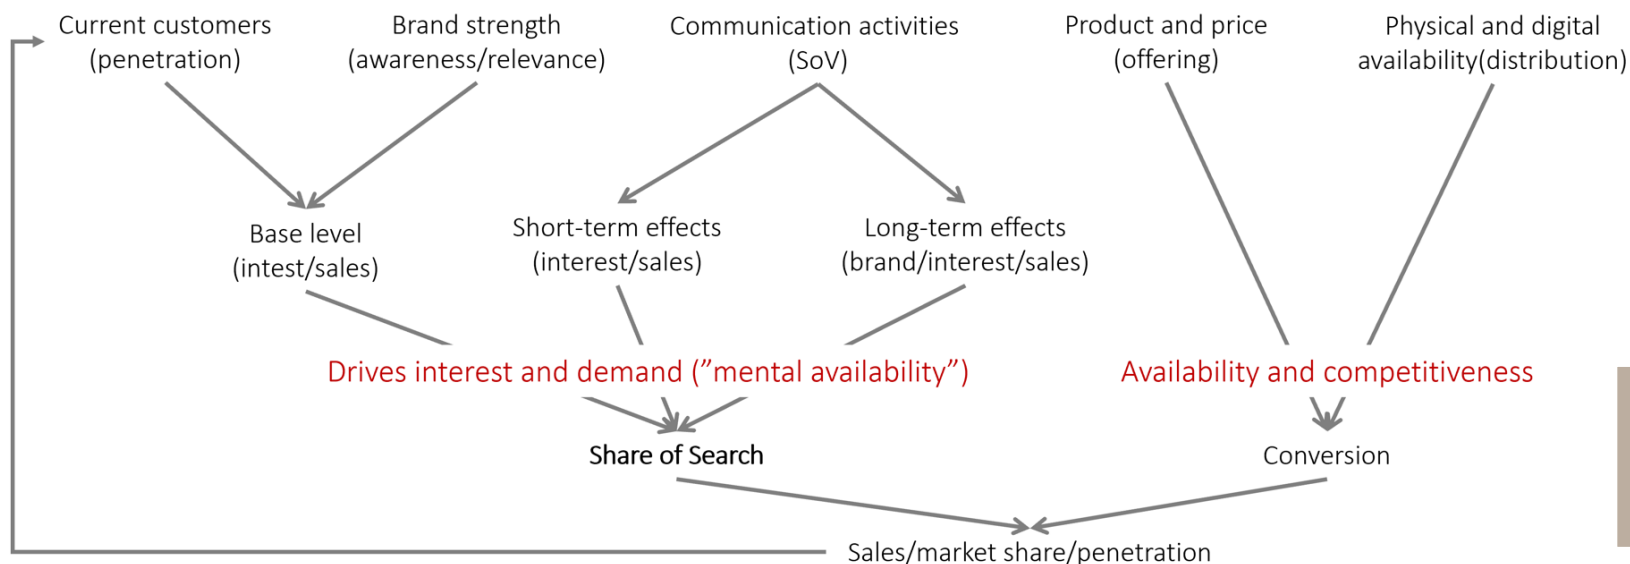 Current customers
(penetration)
Brand strength
(awareness/relevance)
Communication activities
(SoV)
Product and price
(offering)
Physical and digital
availability(distribution)
Base level
(intest/sales)
Short-term effects
(interest/sales)
Long-term effects
(brand/interest/sales)
Drives interest and demand (”mental availability”)
Availability and competitiveness
Share of Search
Conversion
Sales/market share/penetration